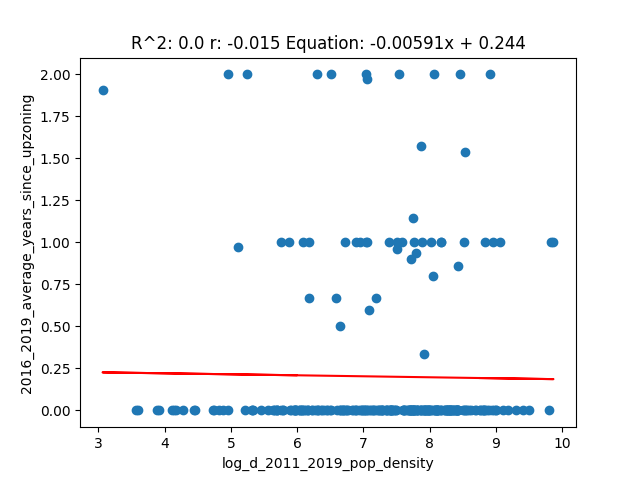 R^2: 0.0 r: -0.015 Equation: -0.00591x + 0.244
2016_2019_average_years_since_upzoning
2.00
1.75
1.50
1.25
1.00
0.75
0.50
0.25
0.00
3 4 5 6 7 8 9 10
log_d_2011_2019_pop_density